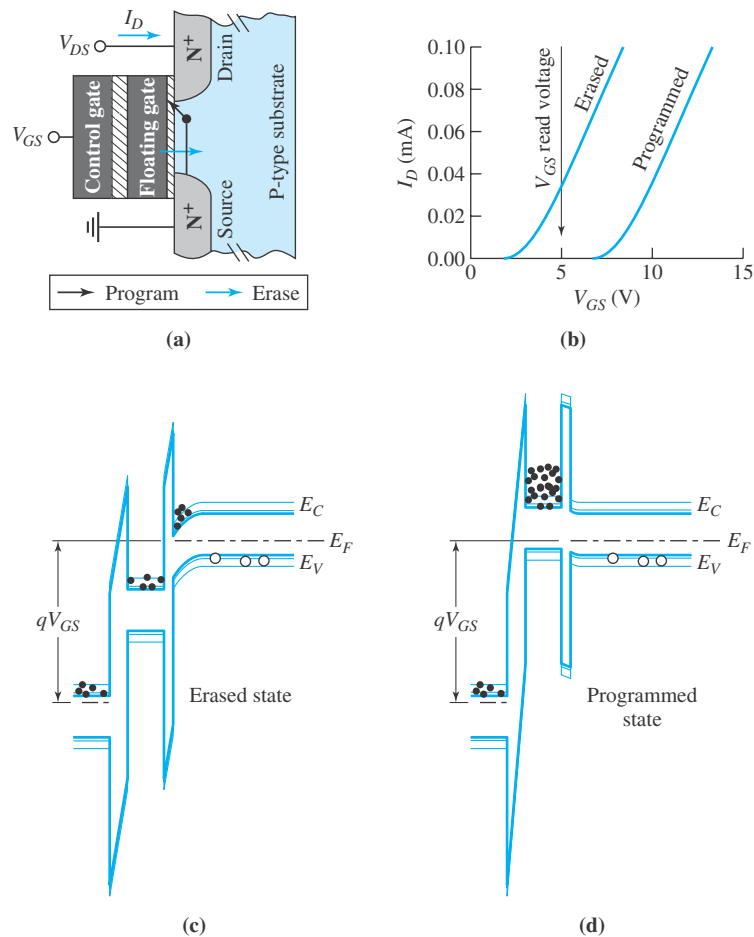 I_D
V_DS
N+
Drain
Control gate
Floating gate
P-type substrate
V_GS
N+
Source
Program
Erase
(a)
0.10
0.08
0.06
0.04
0.02
0.00
I_D (mA)
V_GS read voltage
Erased
Programmed
0
5
10
15
V_GS (V)
(b)
E_C
E_F
E_V
qV_GS
Erased state
(c)
E_C
E_F
E_V
qV_GS
Programmed
state
(d)